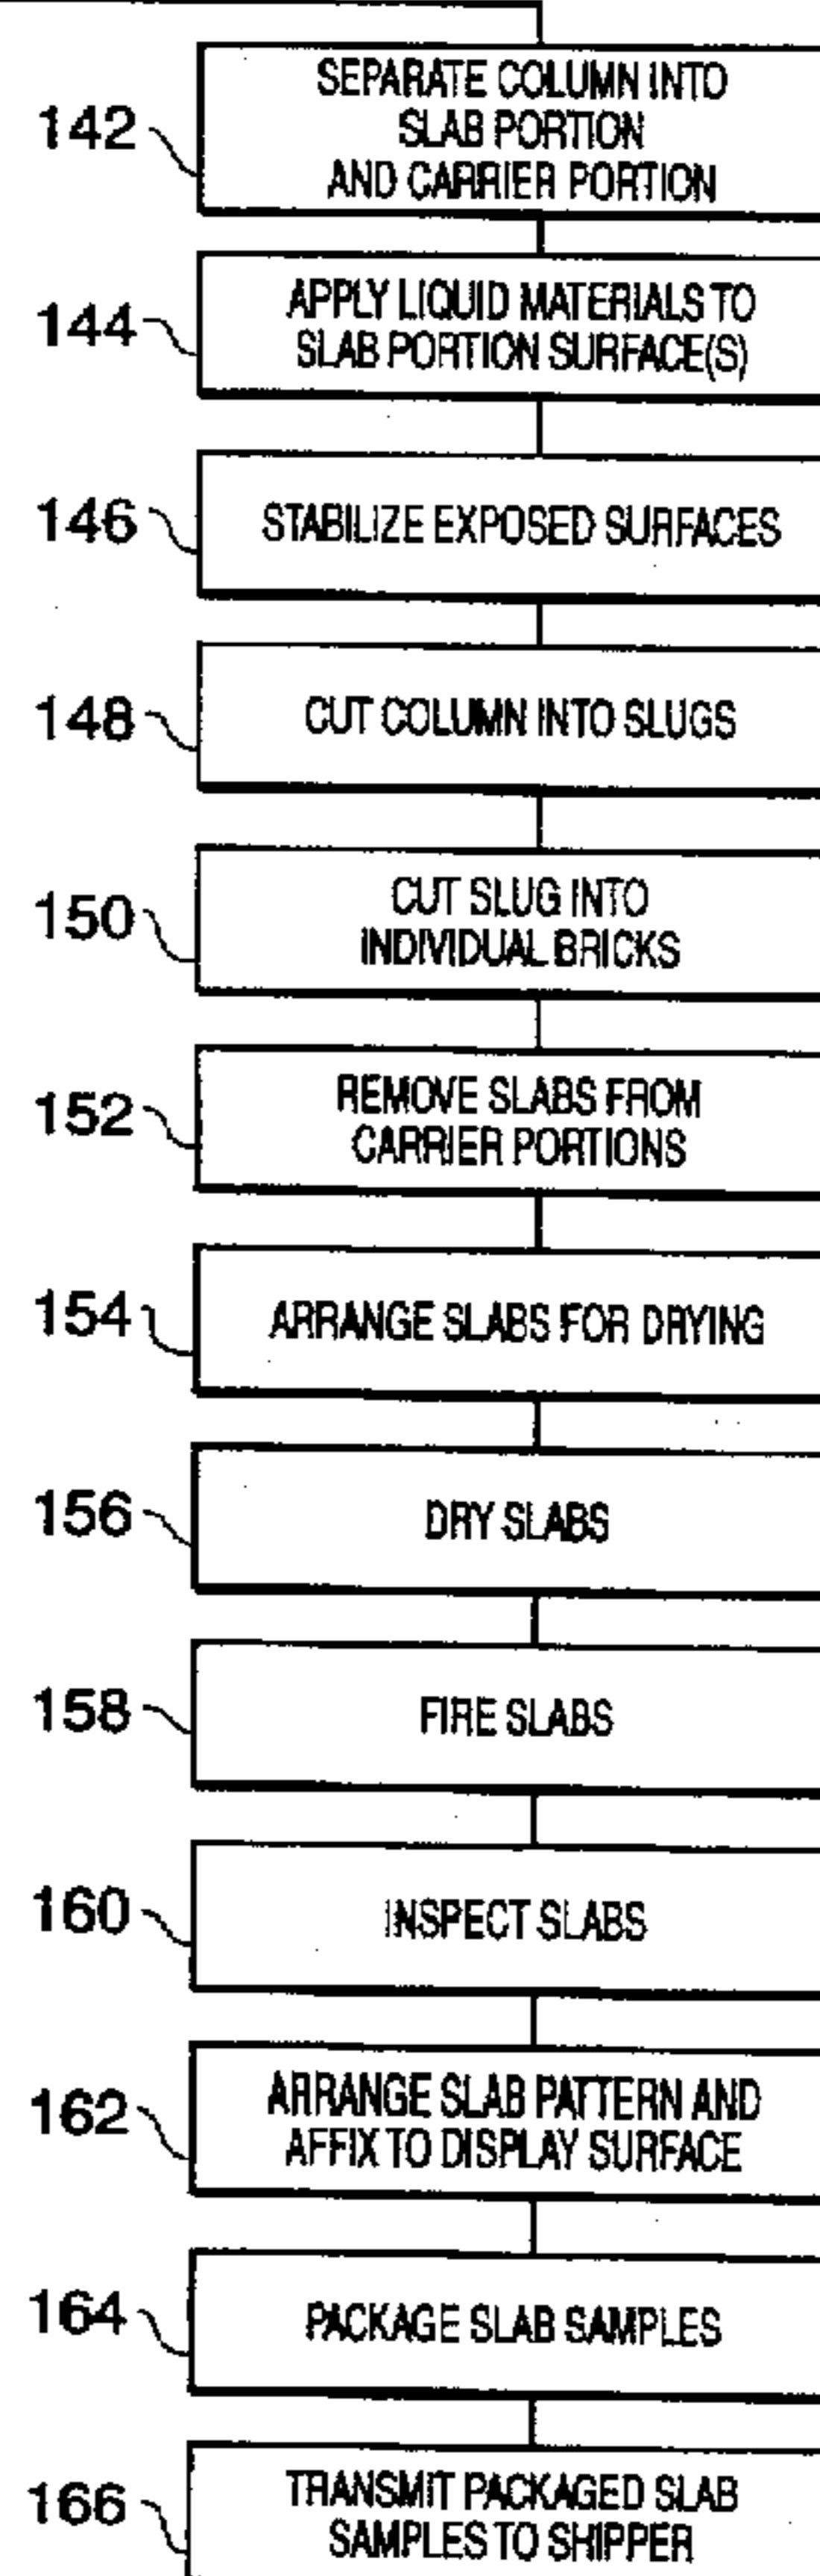 142
SEPARATE COLUMN INTO
SLAB PORTION
AND CARRIER PORTION
144
APPLY LIQUID MATERIALS TO
SLAB PORTION SURFACE(S)
146
STABILIZE EXPOSED SURFACES
148
CUT COLUMN INTO SLUGS
150
CUT SLUG INTO
INDIVIDUAL BRICKS
152
REMOVE SLABS FROM
CARRIER PORTIONS
154
ARRANGE SLABS FOR DRYING
156
DRY SLABS
158
FIRE SLABS
160
INSPECT SLABS
162
ARRANGE SLAB PATTERN AND
AFFIX TO DISPLAY SURFACE
164
PACKAGE SLAB SAMPLES
166
TRANSMIT PACKAGED SLAB
SAMPLES TO SHIPPER